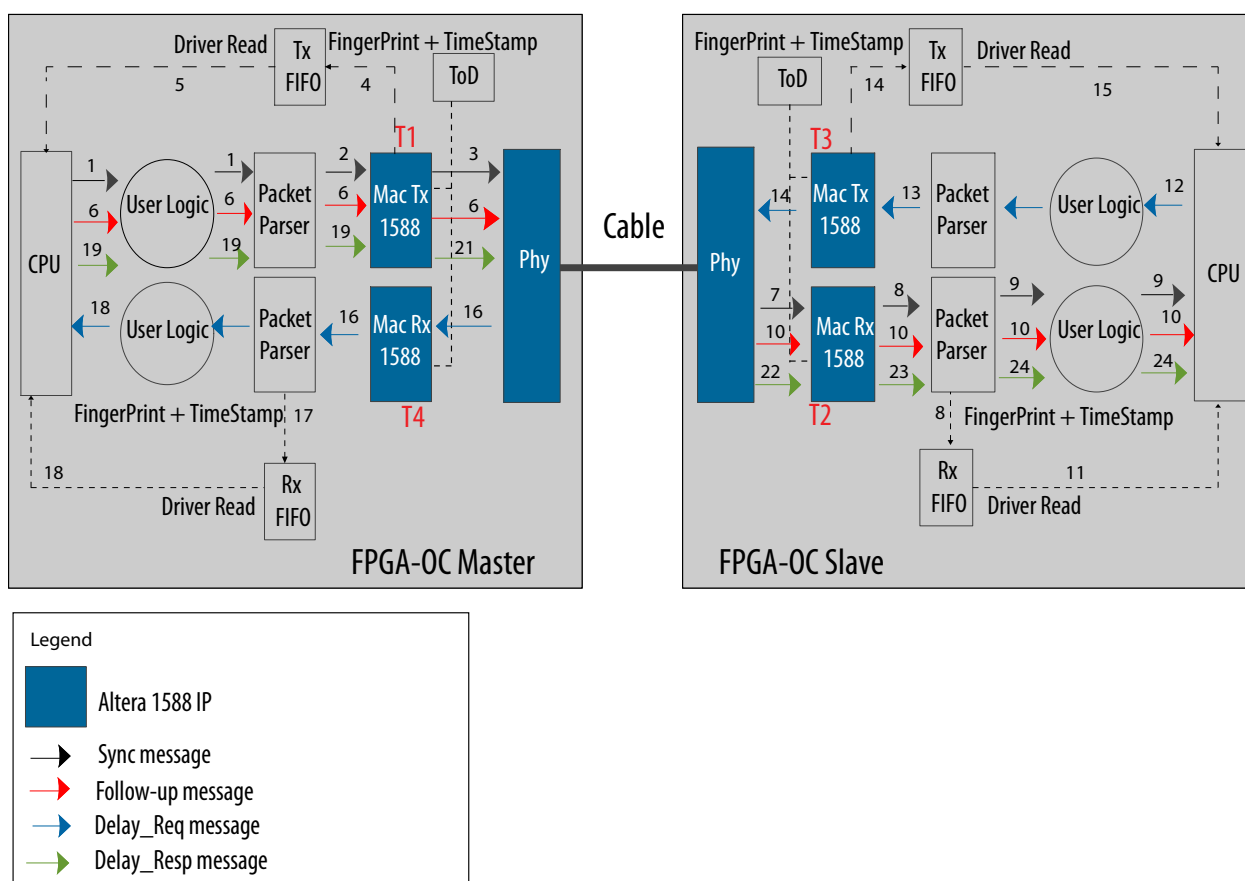 Driver Read
Tx
FIFO
FingerPrint + TimeStamp
ToD
5
4
T1
1
1
2
3
6
6
6
6
19
19
19
21
CPU
User Logic
Packet
Parser
Mac Tx
1588
Phy
18
16
16
User Logic
Packet
Parser
Mac Rx
1588
T4
FingerPrint + TimeStamp
17
18
Driver Read
Rx
FIFO
FPGA-OC Master
Cable
FingerPrint + TimeStamp
Tx
FIFO
Driver Read
ToD
14
15
T3
14
13
12
Phy
Mac Tx
1588
Packet
Parser
User Logic
CPU
7
8
9
9
10
10
10
10
22
23
24
24
Mac Rx
1588
Packet
Parser
User Logic
T2
8
FingerPrint + TimeStamp
Rx
FIFO
11
Driver Read
FPGA-OC Slave
Legend
Altera 1588 IP
Sync message
Follow-up message
Delay_Req message
Delay_Resp message